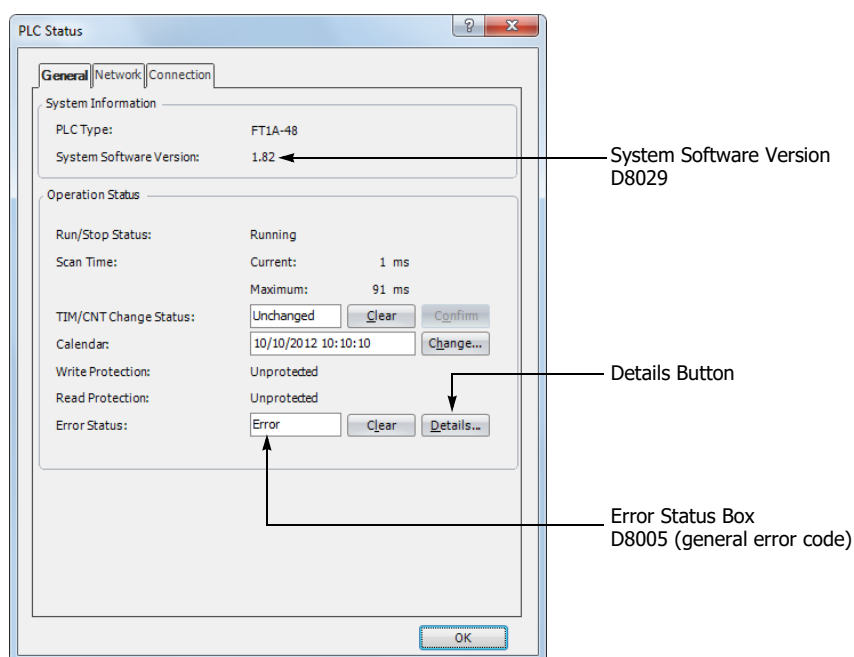 PLC Status
?
X
General Network Connection
System Information
PLC Type: FT1A-48
System Software Version: 1.82
System Software Version
D8029
Operation Status
Run/Stop Status: Running
Scan Time: Current: 1 ms
Maximum: 91 ms
TIM/CNT Change Status: Unchanged Clear Confirm
Calendar: 10/10/2012 10:10:10 Change...
Write Protection: Unprotected
Details Button
Read Protection: Unprotected
Error Status: Error Clear Details...
Error Status Box
D8005 (general error code)
OK